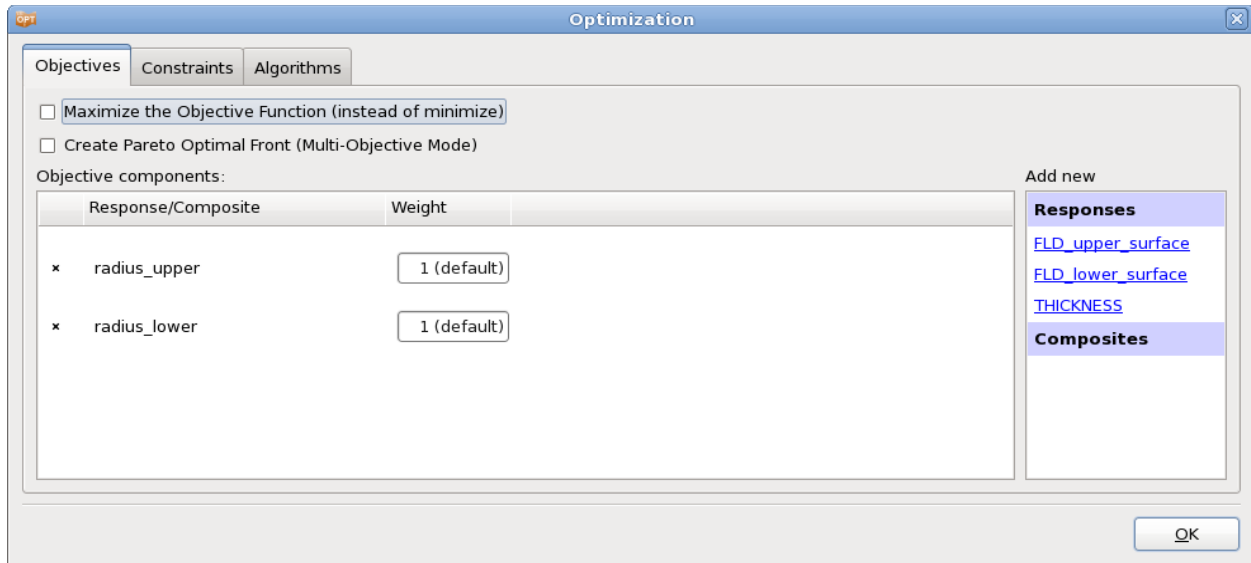 OPT Optimization
Objectives Constraints Algorithms
Maximize the Objective Function (instead of minimize)
Create Pareto Optimal Front (Multi-Objective Mode)
Objective components: Add new
Response/Composite Weight Responses
FLD_upper_surface
radius_upper 1 (default)
FLD_lower_surface
THICKNESS
radius_lower 1 (default)
Composites
OK